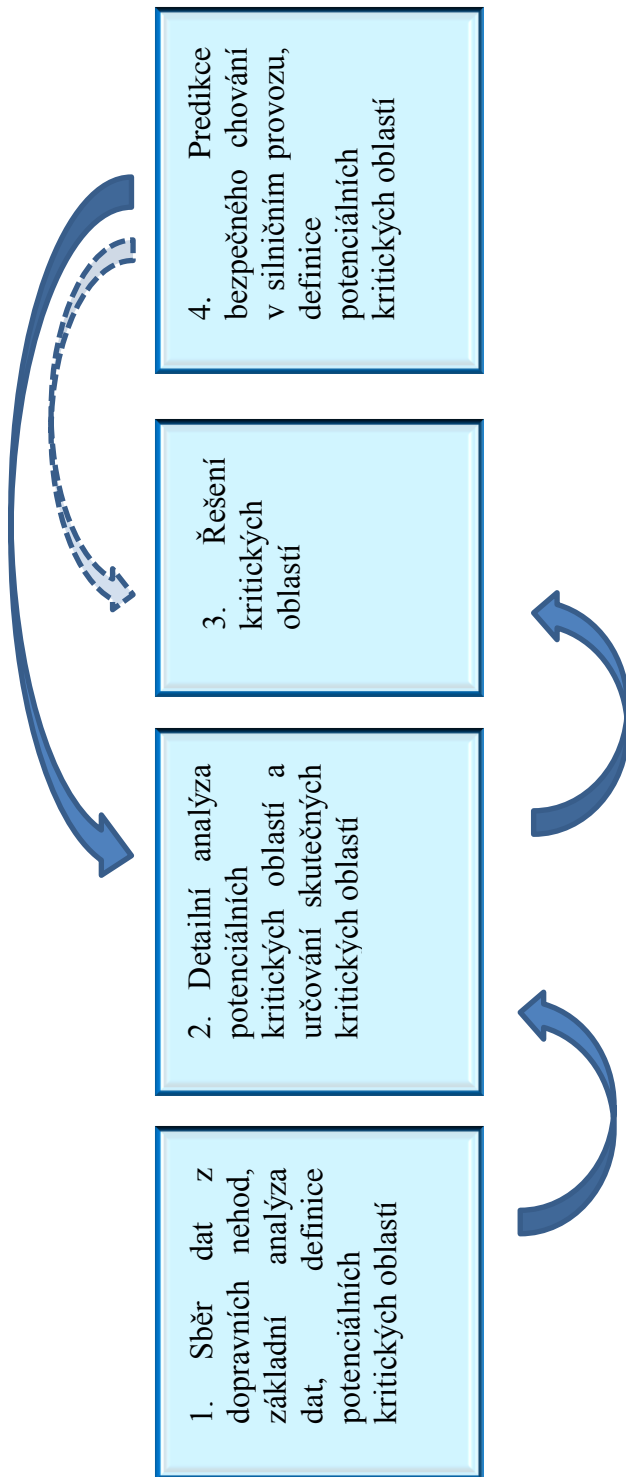 1. Sběr dat z
dopravních nehod,
základní analýza
dat, definice
potenciálních
kritických oblastí
2. Detailní analýza
potenciálních
kritických oblastí a
určování skutečných
kritických oblastí
3. Řešení
kritických
oblastí
4. Predikce
bezpečného chování
v silničním provozu,
definice
potenciálních
kritických oblastí